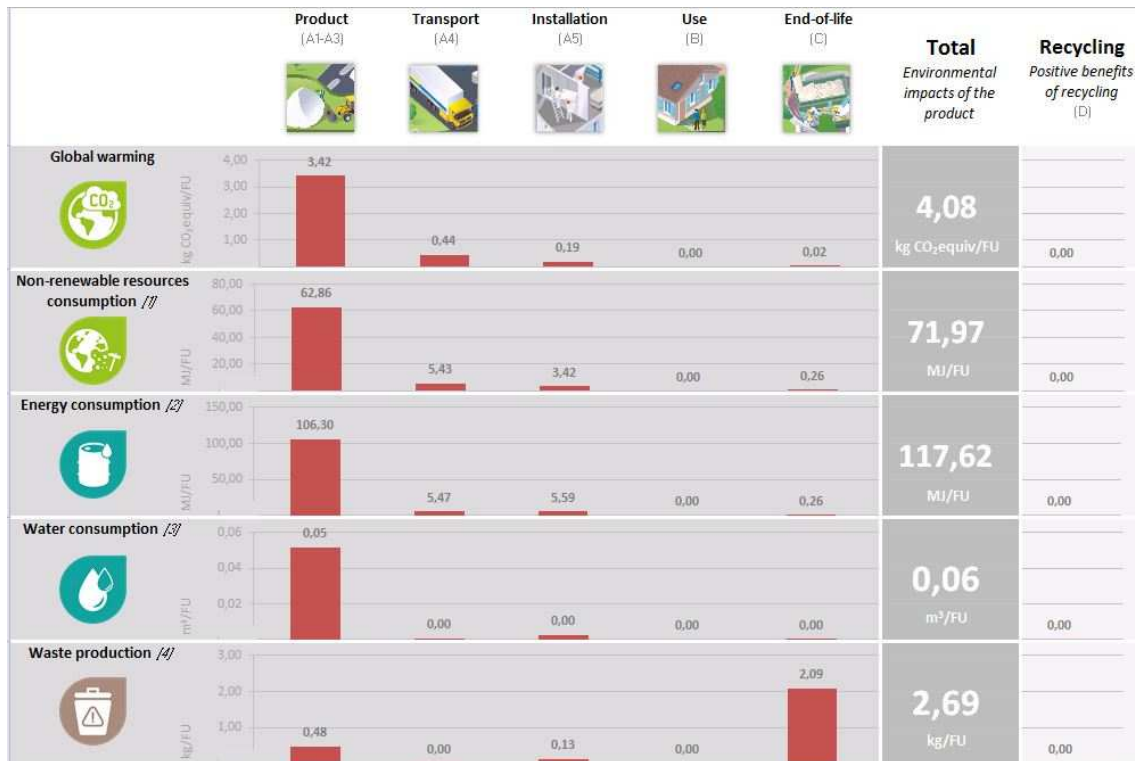 Product Transport Installation Use End-of-life
(A1-A3) (A4) (A5) (B) (C)
Total Recycling
Environmental impacts of the product
Positive benefits of recycling
(D)
Global warming
CO₂
kg CO₂equiv/FU
4,00
3,00
2,00
1,00
3,42 0,44 0,19 0,00 0,02
4,08
kg CO₂equiv/FU
0,00
Non-renewable resources
consumption /1/
MJ/FU
80,00
60,00
40,00
20,00
62,86 5,43 3,42 0,00 0,26
71,97
MJ/FU
0,00
Energy consumption /2/
MJ/FU
150,00
100,00
50,00
106,30 5,47 5,59 0,00 0,26
117,62
MJ/FU
0,00
Water consumption /3/
m³/FU
0,06
0,04
0,02
0,05 0,00 0,00 0,00 0,00
0,06
m³/FU
0,00
Waste production /4/
kg/FU
3,00
2,00
1,00
0,48 0,00 0,13 0,00 2,09
2,69
kg/FU
0,00